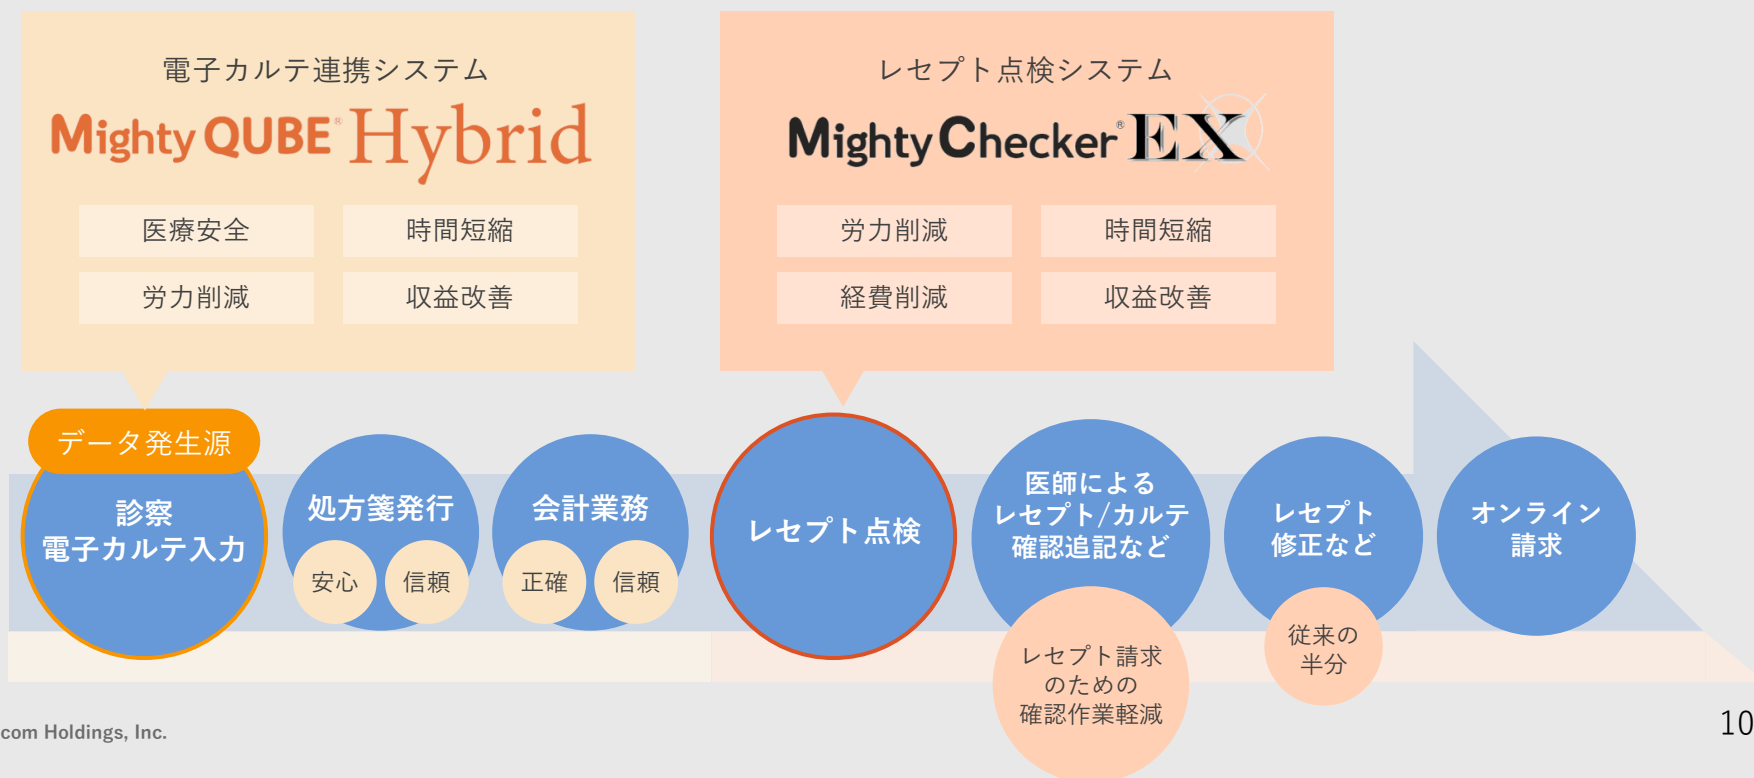 電子カルテ連携システム
Mighty QUBE® Hybrid
医療安全
時間短縮
労力削減
収益改善
レセプト点検システム
Mighty Checker® EX
労力削減
時間短縮
経費削減
収益改善
データ発生源
診察
電子カルテ入力
処方箋発行
安心
信頼
会計業務
正確
信頼
レセプト点検
医師による
レセプト/カルテ
確認追記など
レセプト請求
のための
確認作業軽減
レセプト
修正など
従来の
半分
オンライン
請求
com Holdings, Inc.
10